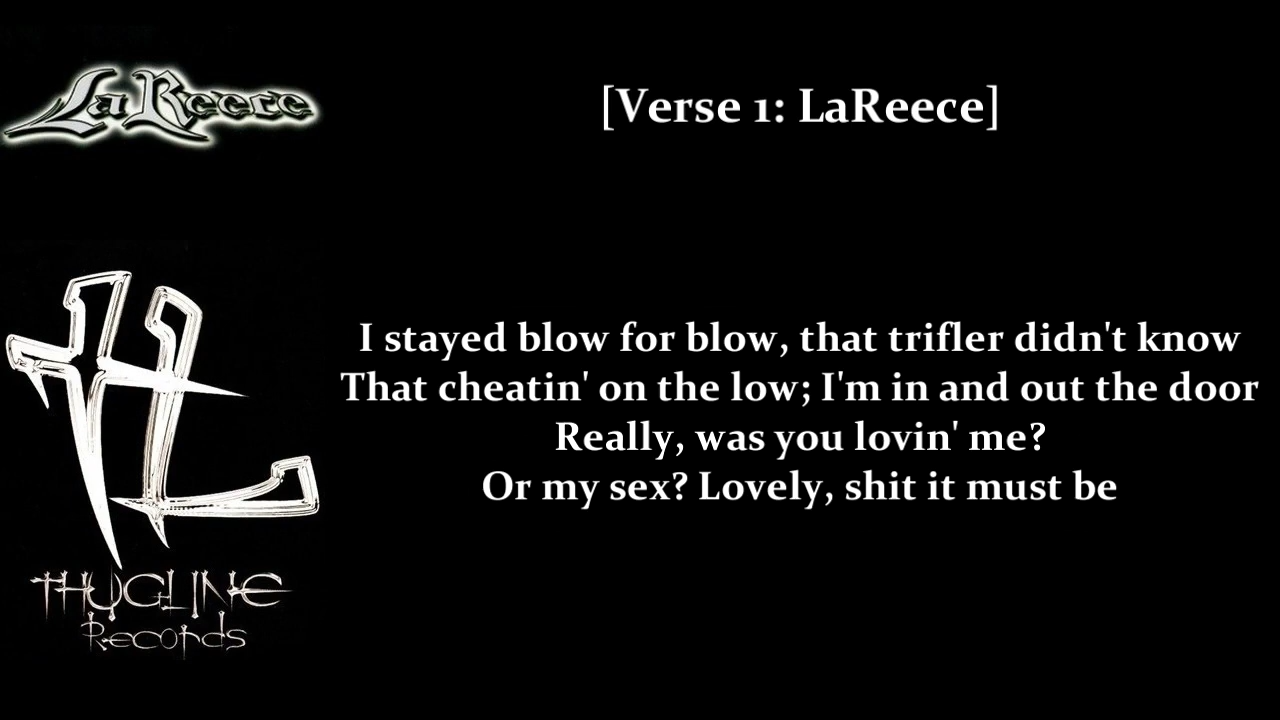 LaReece
[Verse 1: LaReece]
I stayed blow for blow, that trifler didn't know
That cheatin' on the low; I'm in and out the door
Really, was you lovin' me?
Or my sex? Lovely, shit it must be
TL
THUGLINE
Records